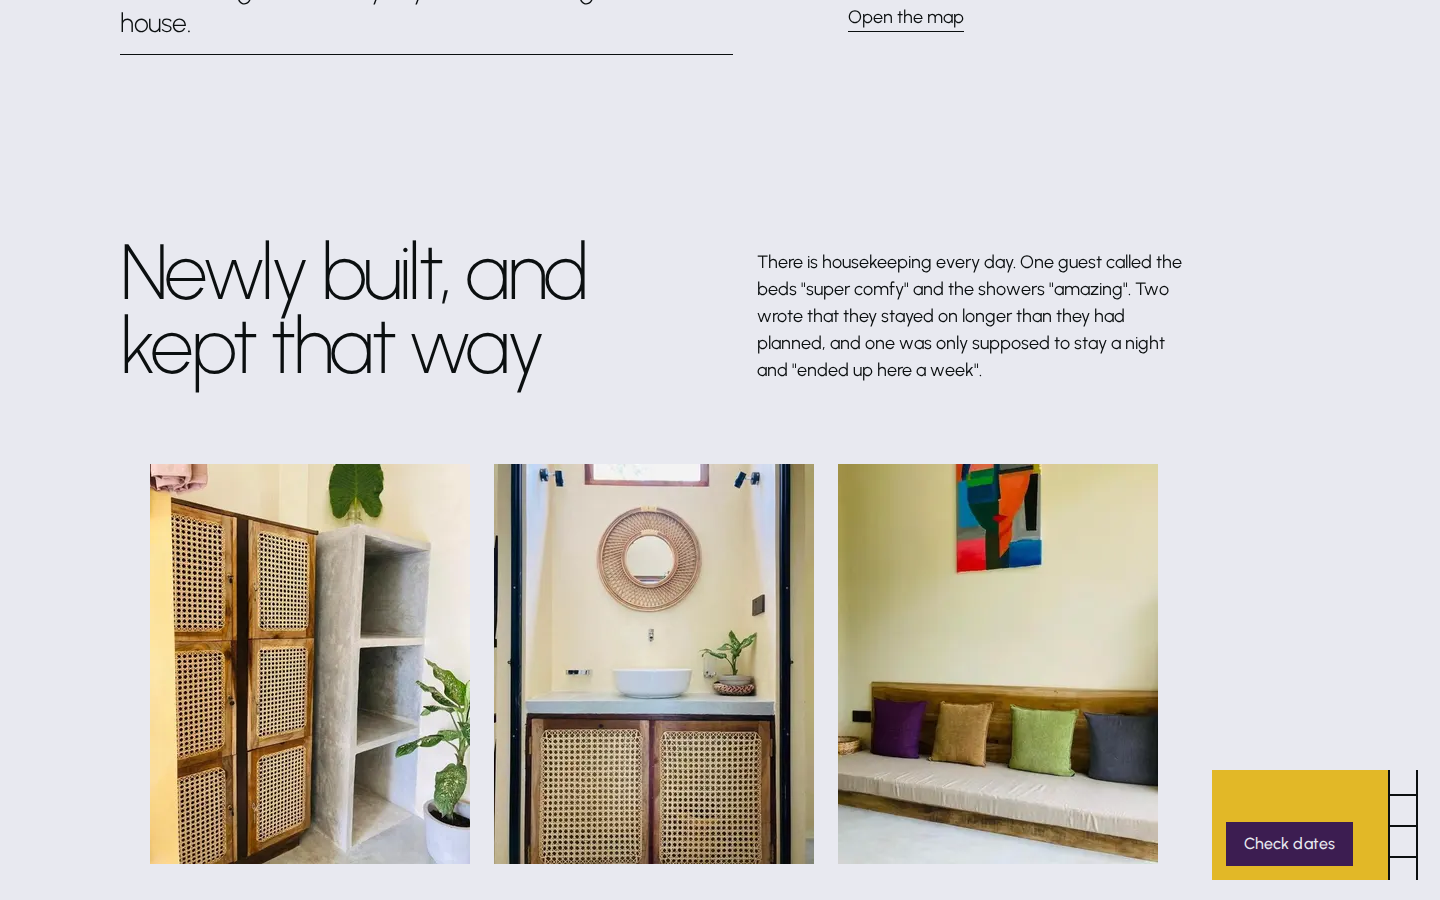 house.
Open the map
Newly built, and
kept that way
There is housekeeping every day. One guest called the
beds "super comfy" and the showers "amazing". Two
wrote that they stayed on longer than they had
planned, and one was only supposed to stay a night
and "ended up here a week".
Check dates